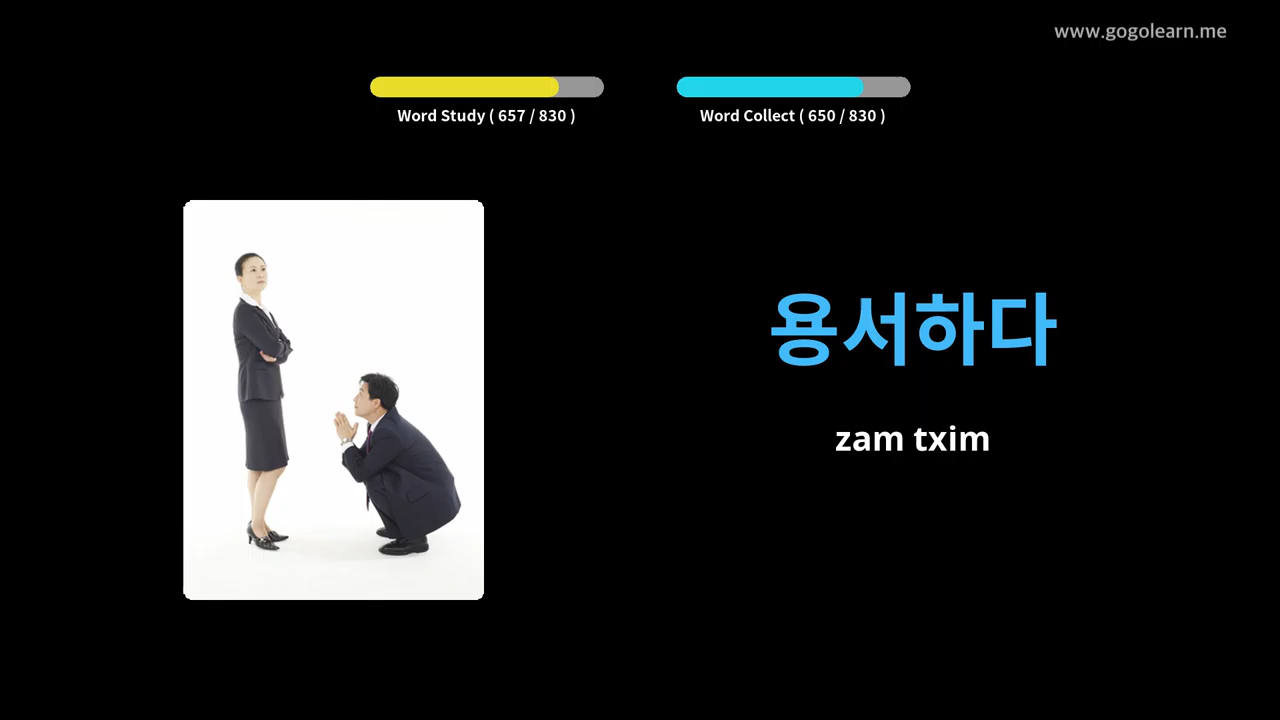 www.gogolearn.me
Word Study ( 657 / 830 )
Word Collect ( 650 / 830 )
용서하다
zam txim